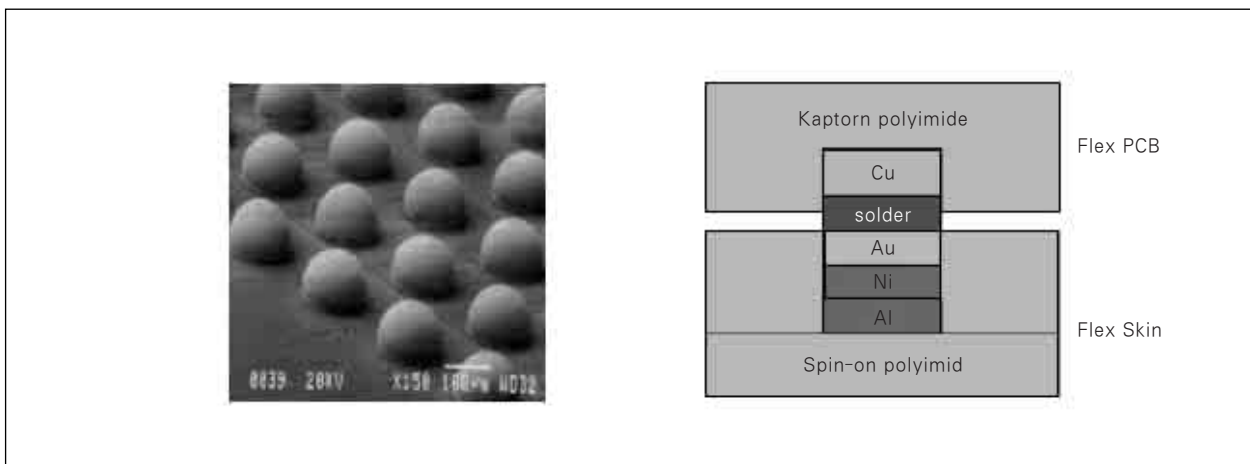 0039 20KV X150 100μm WD32
Kaptorn polyimide
Cu
solder
Au
Ni
Al
Spin-on polyimid
Flex PCB
Flex Skin